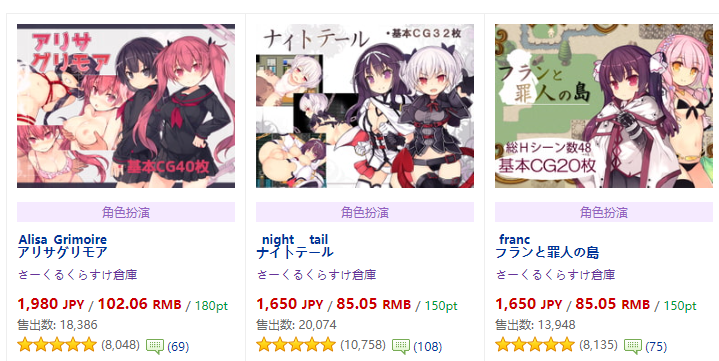 アリサ
グリモア
基本CG40枚
角色扮演
Alisa Grimoire
アリサグリモア
さーくるくらすけ倉庫
1,980 JPY / 102.06 RMB / 180pt
售出数: 18,386
(8,048) (69)
ナイトテール
・基本CG32枚
角色扮演
night tail
ナイトテール
さーくるくらすけ倉庫
1,650 JPY / 85.05 RMB / 150pt
售出数: 20,074
(10,758) (108)
フランと
罪人の島
総Hシーン数48
基本CG20枚
角色扮演
franc
フランと罪人の島
さーくるくらすけ倉庫
1,650 JPY / 85.05 RMB / 150pt
售出数: 13,948
(8,135) (75)